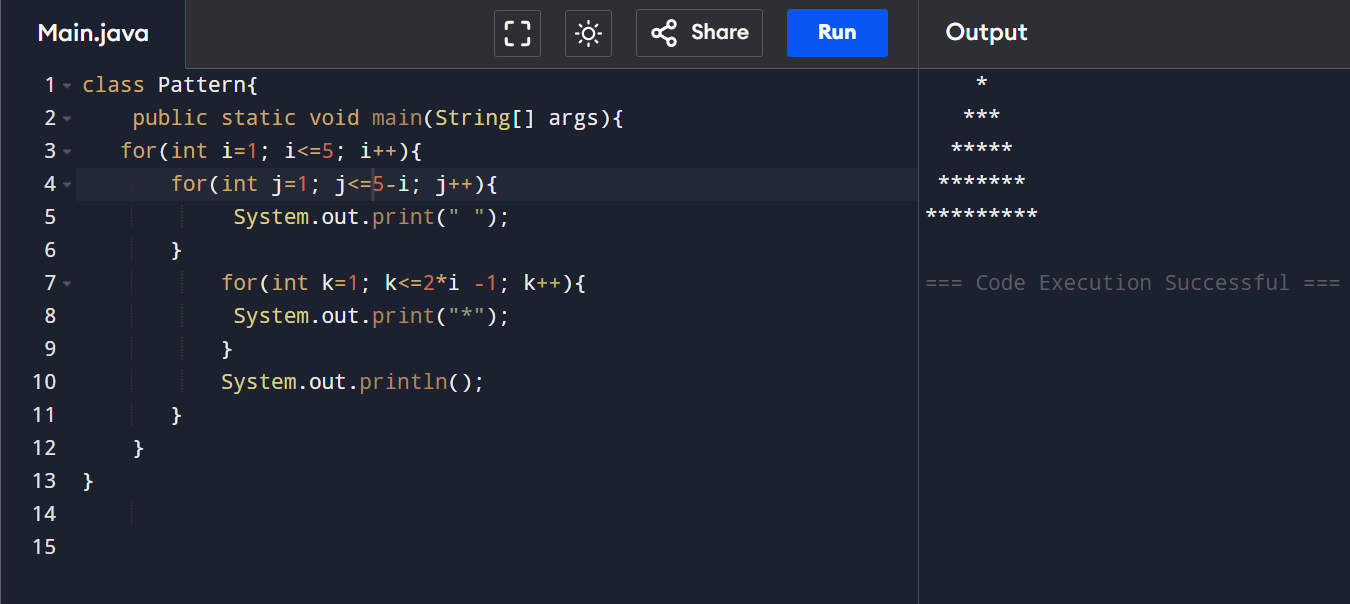 Main.java Share Run Output
1 class Pattern{
2     public static void main(String[] args){
3    for(int i=1; i<=5; i++){
4        for(int j=1; j<=5-i; j++){
5             System.out.print(" ");
6        }
7            for(int k=1; k<=2*i -1; k++){
8             System.out.print("*");
9            }
10            System.out.println();
11        }
12     }
13 }
14
15
    *
   ***
  *****
 *******
*********
=== Code Execution Successful ===